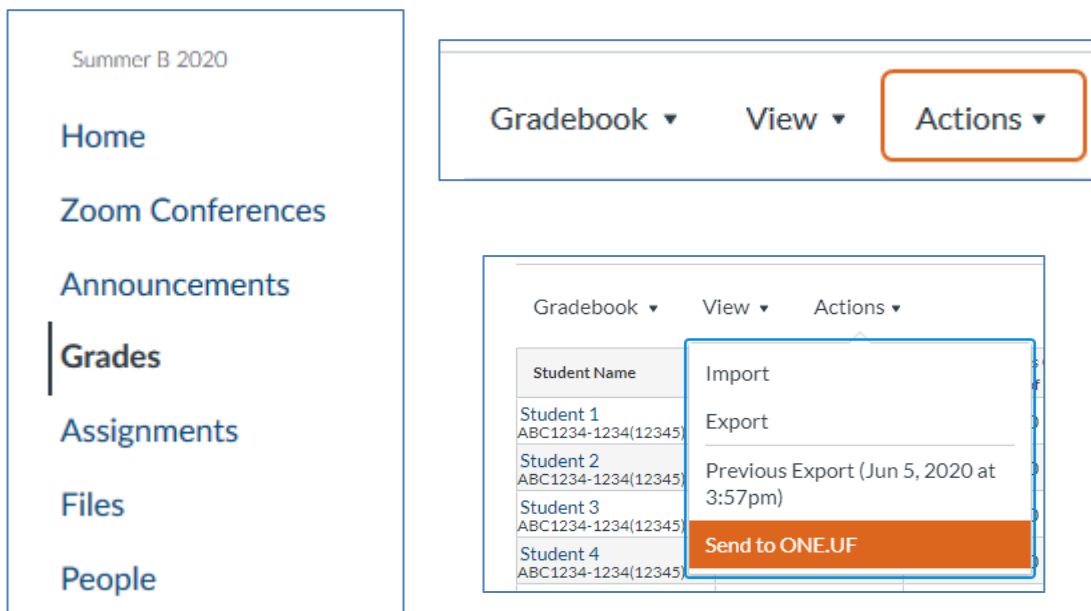 Summer B 2020
Home
Zoom Conferences
Announcements
Grades
Assignments
Files
People
Gradebook ▾ View ▾ Actions ▾
Gradebook ▾ View ▾ Actions ▾
Student Name
Student 1
ABC1234-1234(12345)
Student 2
ABC1234-1234(12345)
Student 3
ABC1234-1234(12345)
Student 4
ABC1234-1234(12345)
Import
Export
Previous Export (Jun 5, 2020 at
3:57pm)
Send to ONE.UF